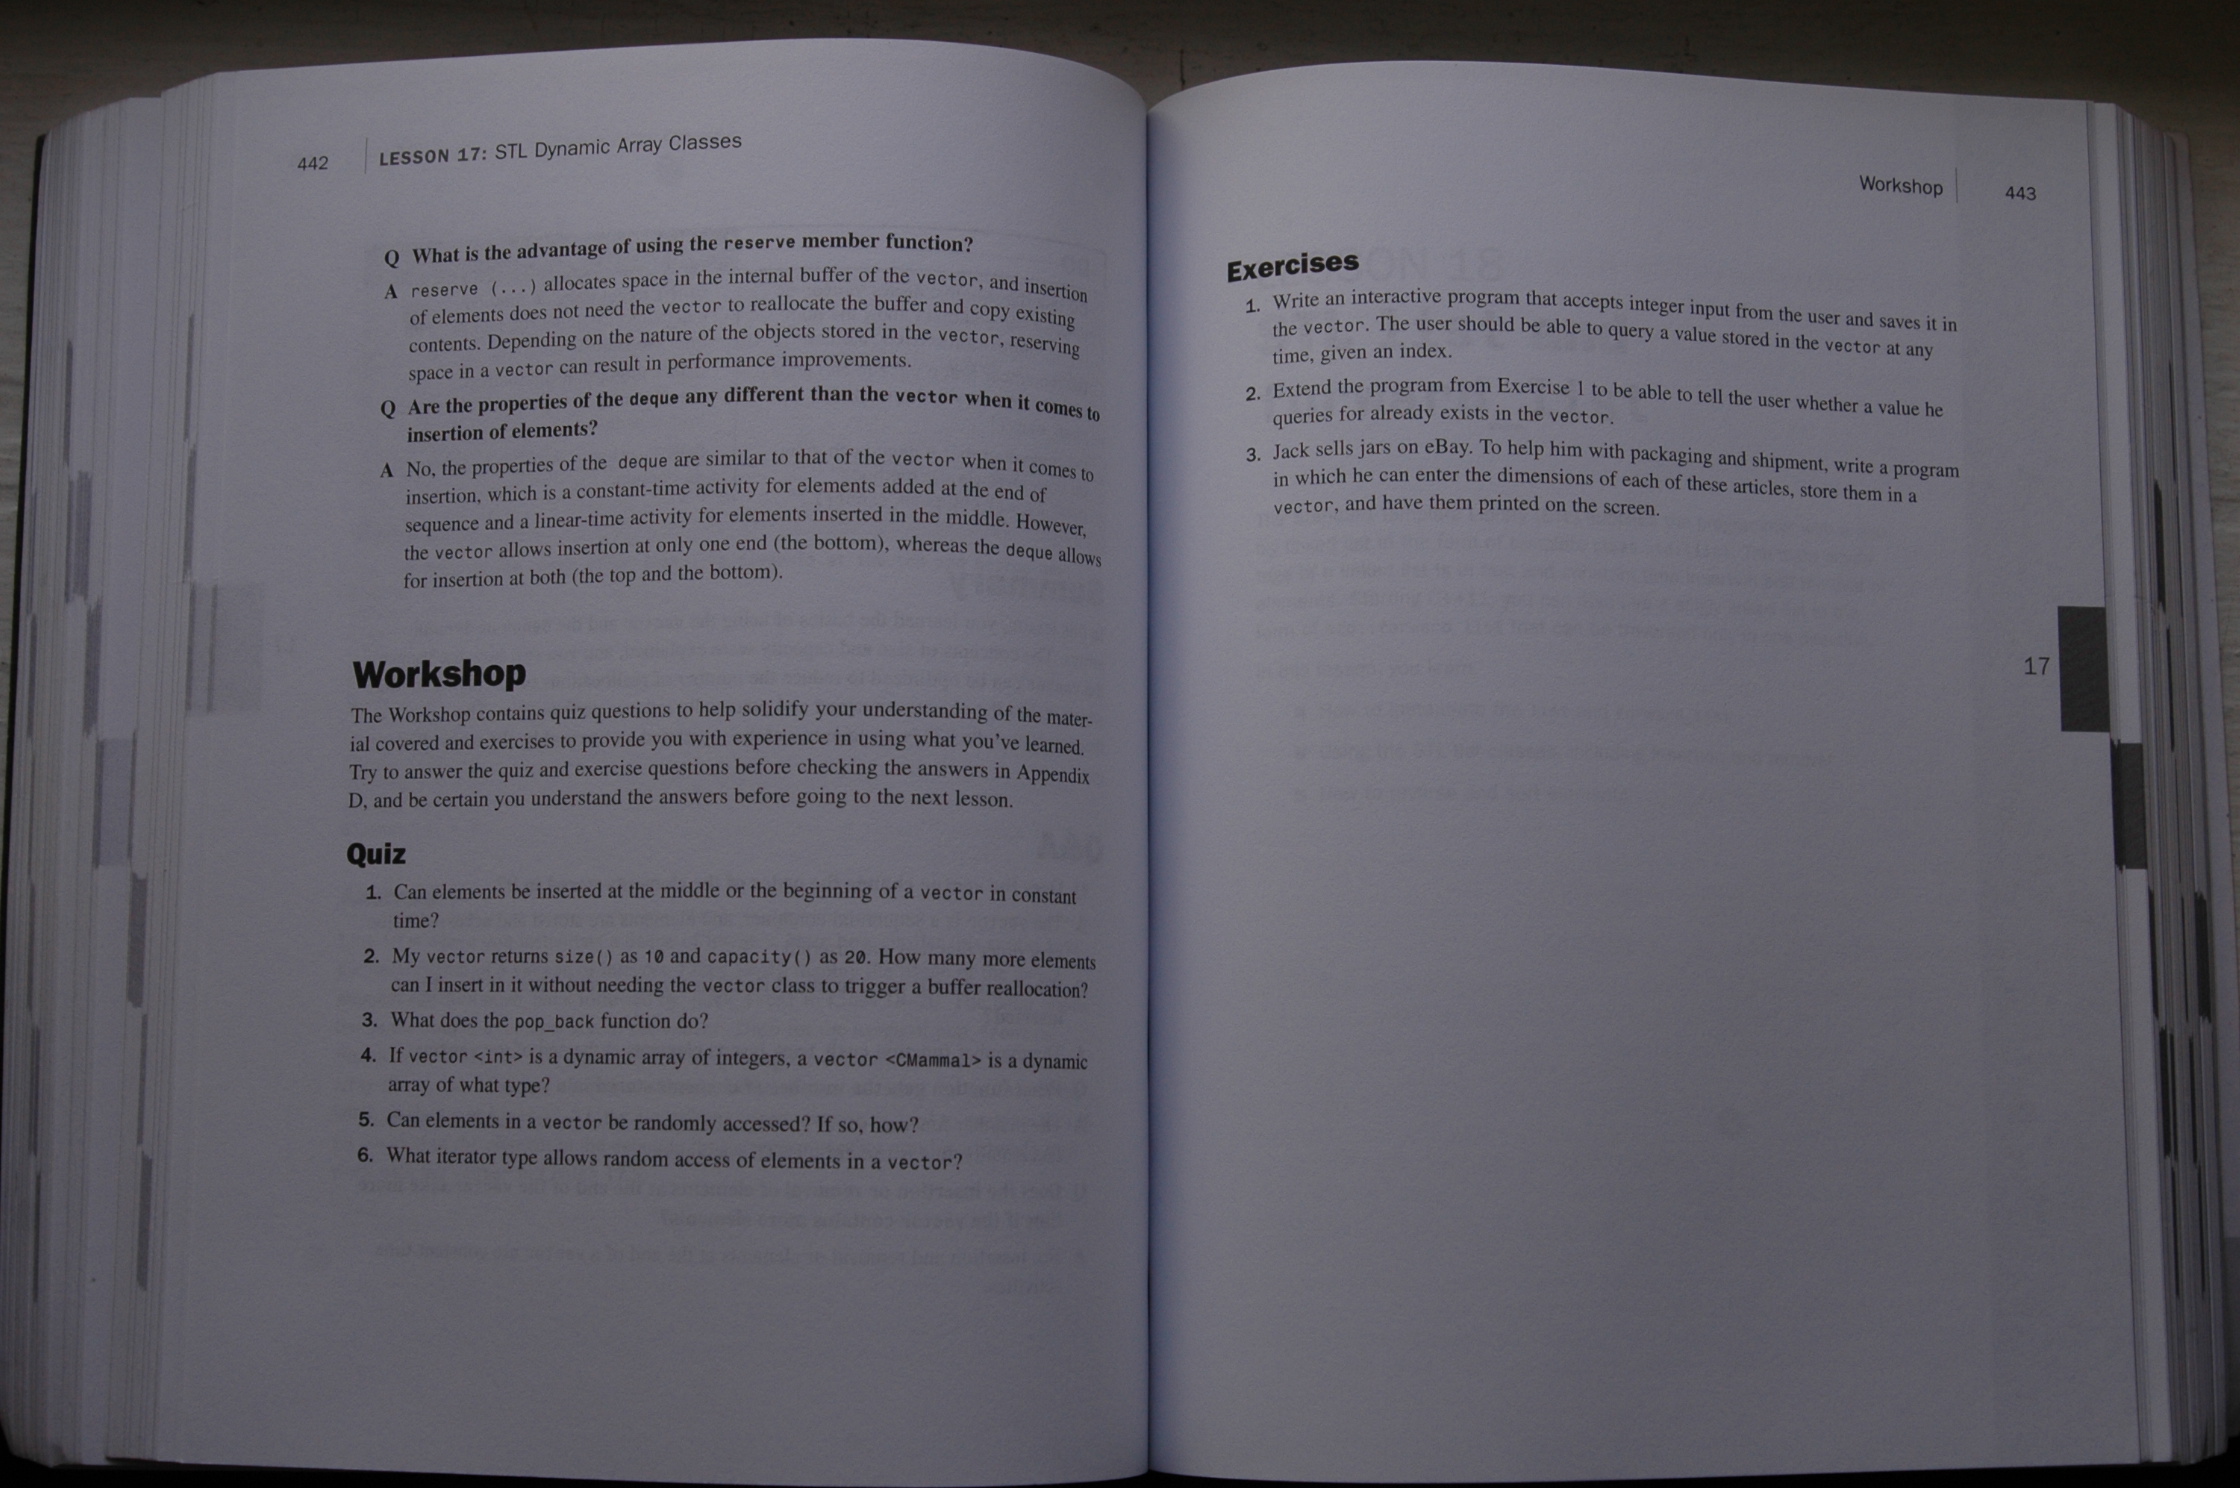 442 LESSON 17: STL Dynamic Array Classes
Q What is the advantage of using the reserve member function?
A reserve (...) allocates space in the internal buffer of the vector, and insertion
of elements does not need the vector to reallocate the buffer and copy existing
contents. Depending on the nature of the objects stored in the vector, reserving
space in a vector can result in performance improvements.
Q Are the properties of the deque any different than the vector when it comes to
insertion of elements?
A No, the properties of the deque are similar to that of the vector when it comes to
insertion, which is a constant-time activity for elements added at the end of
sequence and a linear-time activity for elements inserted in the middle. However,
the vector allows insertion at only one end (the bottom), whereas the deque allows
for insertion at both (the top and the bottom).
Workshop
The Workshop contains quiz questions to help solidify your understanding of the mater-
ial covered and exercises to provide you with experience in using what you've learned.
Try to answer the quiz and exercise questions before checking the answers in Appendix
D, and be certain you understand the answers before going to the next lesson.
Quiz
1. Can elements be inserted at the middle or the beginning of a vector in constant
time?
2. My vector returns size() as 10 and capacity() as 20. How many more elements
can I insert in it without needing the vector class to trigger a buffer reallocation?
3. What does the pop_back function do?
4. If vector <int> is a dynamic array of integers, a vector <CMammal> is a dynamic
array of what type?
5. Can elements in a vector be randomly accessed? If so, how?
6. What iterator type allows random access of elements in a vector?
Workshop 443
Exercises
1. Write an interactive program that accepts integer input from the user and saves it in
the vector. The user should be able to query a value stored in the vector at any
time, given an index.
2. Extend the program from Exercise 1 to be able to tell the user whether a value he
queries for already exists in the vector.
3. Jack sells jars on eBay. To help him with packaging and shipment, write a program
in which he can enter the dimensions of each of these articles, store them in a
vector, and have them printed on the screen.
17